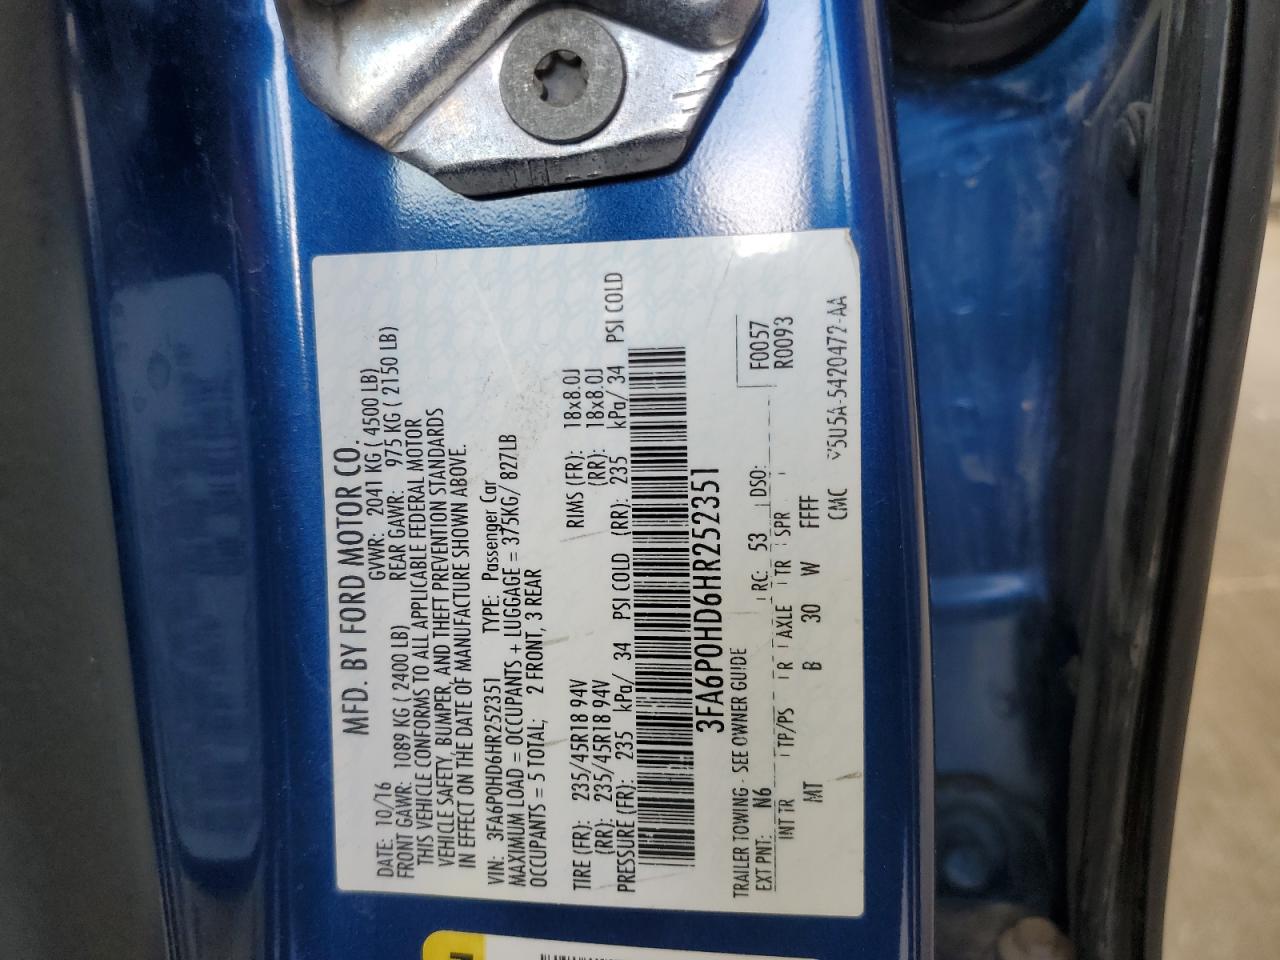 MFD. BY FORD MOTOR CO.
DATE: 10/16 GVWR: 2041 KG ( 4500 LB)
FRONT GAWR: 1089 KG ( 2400 LB) REAR GAWR: 975 KG ( 2150 LB)
THIS VEHICLE CONFORMS TO ALL APPLICABLE FEDERAL MOTOR
VEHICLE SAFETY, BUMPER, AND THEFT PREVENTION STANDARDS
IN EFFECT ON THE DATE OF MANUFACTURE SHOWN ABOVE.
VIN: 3FA6P0HD6HR252351 TYPE: Passenger Car
MAXIMUM LOAD = OCCUPANTS + LUGGAGE = 375KG/ 827LB
OCCUPANTS = 5 TOTAL; 2 FRONT, 3 REAR
TIRE (FR): 235/45R18 94V RIMS (FR): 18x8.0J
(RR): 235/45R18 94V (RR): 18x8.0J
PRESSURE (FR): 235 kPa/ 34 PSI COLD (RR): 235 kPa/ 34 PSI COLD
3FA6P0HD6HR252351
TRAILER TOWING - SEE OWNER GUIDE
F0057
EXT PNT: N6 RC: 53 DSO: R0093
INT TR TP/PS R AXLE TR SPR
MT B 30 W FFFF
CMC V5U5A-5420472-AA